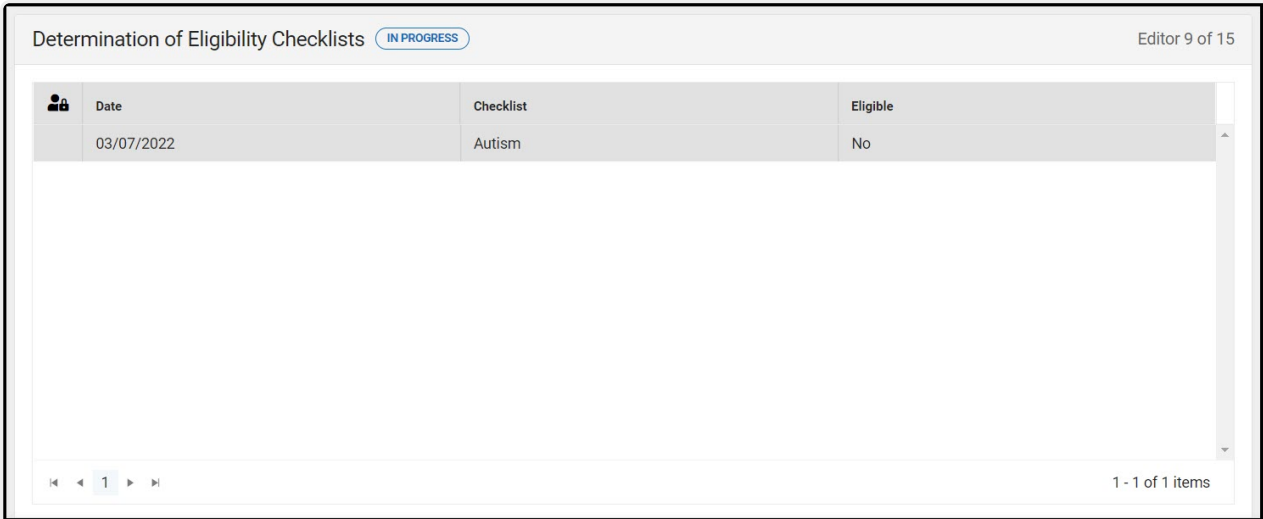 Determination of Eligibility Checklists IN PROGRESS Editor 9 of 15
Date Checklist Eligible
03/07/2022 Autism No
1 1 - 1 of 1 items